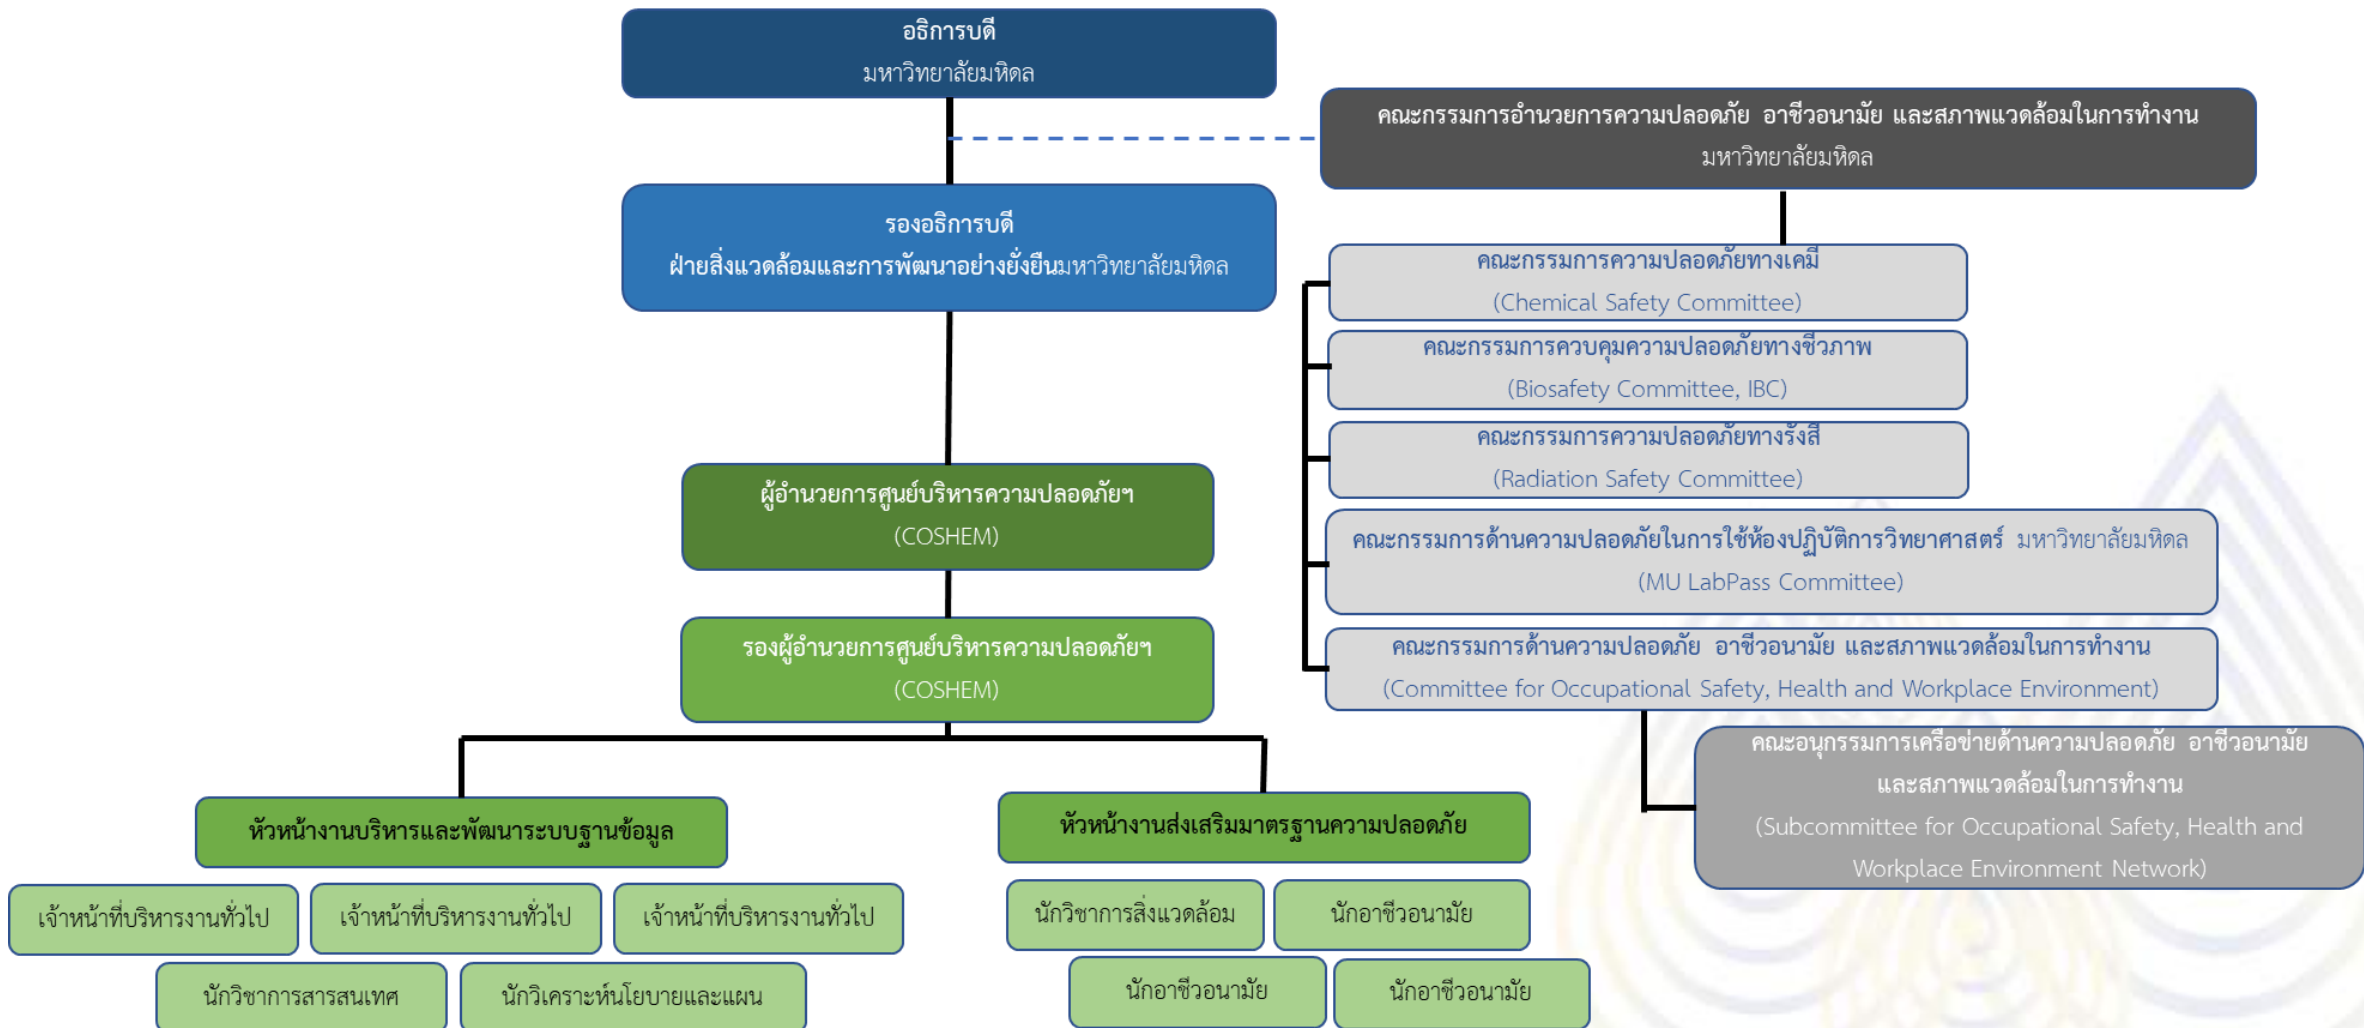 อธิการบดี
มหาวิทยาลัยมหิดล
คณะกรรมการอำนวยการความปลอดภัย อาชีวอนามัย และสภาพแวดล้อมในการทำงาน
มหาวิทยาลัยมหิดล
รองอธิการบดี
ฝ่ายสิ่งแวดล้อมและการพัฒนาอย่างยั่งยืนมหาวิทยาลัยมหิดล
คณะกรรมการความปลอดภัยทางเคมี
(Chemical Safety Committee)
คณะกรรมการควบคุมความปลอดภัยทางชีวภาพ
(Biosafety Committee, IBC)
คณะกรรมการความปลอดภัยทางรังสี
(Radiation Safety Committee)
คณะกรรมการด้านความปลอดภัยในการใช้ห้องปฏิบัติการวิทยาศาสตร์ มหาวิทยาลัยมหิดล
(MU LabPass Committee)
คณะกรรมการด้านความปลอดภัย อาชีวอนามัย และสภาพแวดล้อมในการทำงาน
(Committee for Occupational Safety, Health and Workplace Environment)
คณะอนุกรรมการเครือข่ายด้านความปลอดภัย อาชีวอนามัย
และสภาพแวดล้อมในการทำงาน
(Subcommittee for Occupational Safety, Health and
Workplace Environment Network)
ผู้อำนวยการศูนย์บริหารความปลอดภัยฯ
(COSHEM)
รองผู้อำนวยการศูนย์บริหารความปลอดภัยฯ
(COSHEM)
หัวหน้างานบริหารและพัฒนาระบบฐานข้อมูล
เจ้าหน้าที่บริหารงานทั่วไป
เจ้าหน้าที่บริหารงานทั่วไป
เจ้าหน้าที่บริหารงานทั่วไป
นักวิชาการสารสนเทศ
นักวิเคราะห์นโยบายและแผน
หัวหน้างานส่งเสริมมาตรฐานความปลอดภัย
นักวิชาการสิ่งแวดล้อม
นักอาชีวอนามัย
นักอาชีวอนามัย
นักอาชีวอนามัย